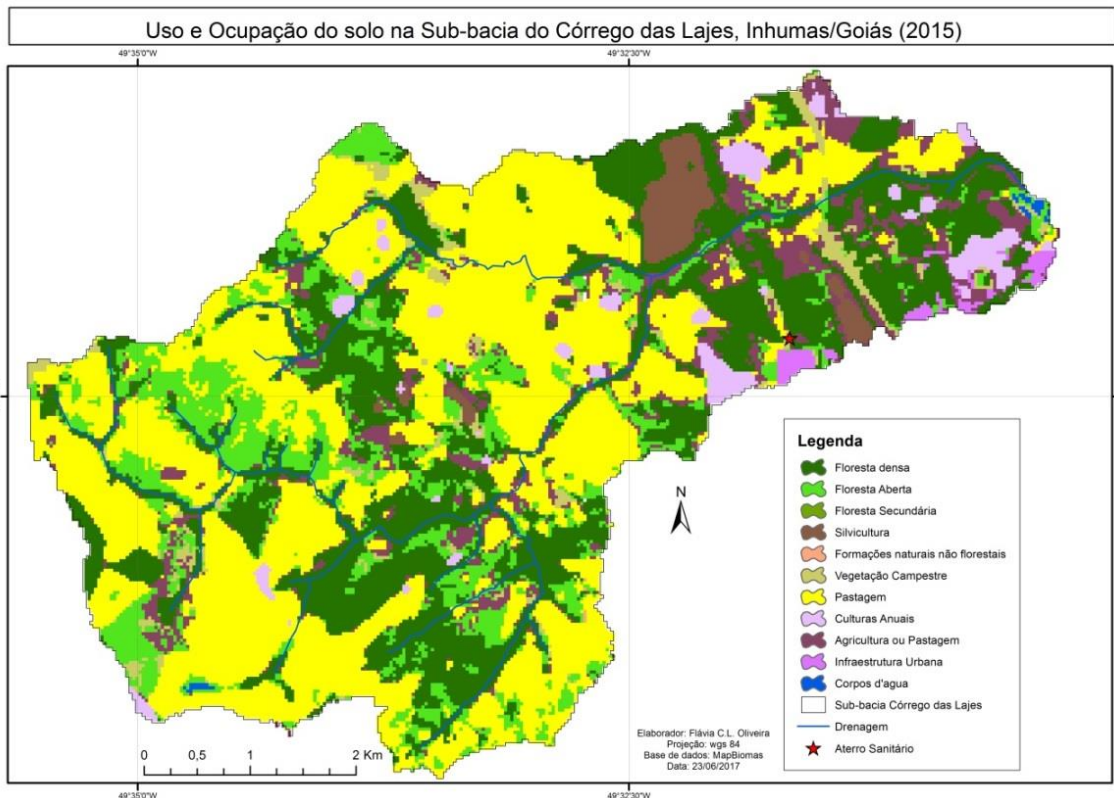 Uso e Ocupação do solo na Sub-bacia do Córrego das Lajes, Inhumas/Goiás (2015)
49°35'0"W
49°32'30"W
Legenda
Floresta densa
Floresta Aberta
Floresta Secundária
Silvicultura
Formações naturais não florestais
Vegetação Campestre
Pastagem
Culturas Anuais
Agricultura ou Pastagem
Infraestrutura Urbana
Corpos d'agua
Sub-bacia Córrego das Lajes
Drenagem
Aterro Sanitário
N
Elaborador: Flávia C.L. Oliveira
Projeção: wgs 84
Base de dados: MapBiomas
Data: 23/06/2017
0 0,5 1 2 Km
49°35'0"W
49°32'30"W